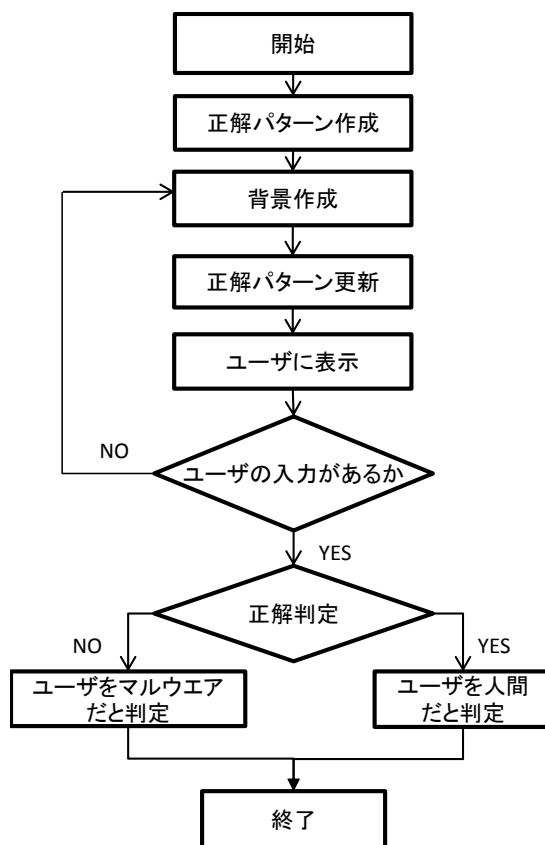 開始
正解パターン作成
背景作成
正解パターン更新
ユーザに表示
NO
ユーザの入力があるか
YES
正解判定
NO
YES
ユーザをマルウエア
だと判定
ユーザを人間
だと判定
終了